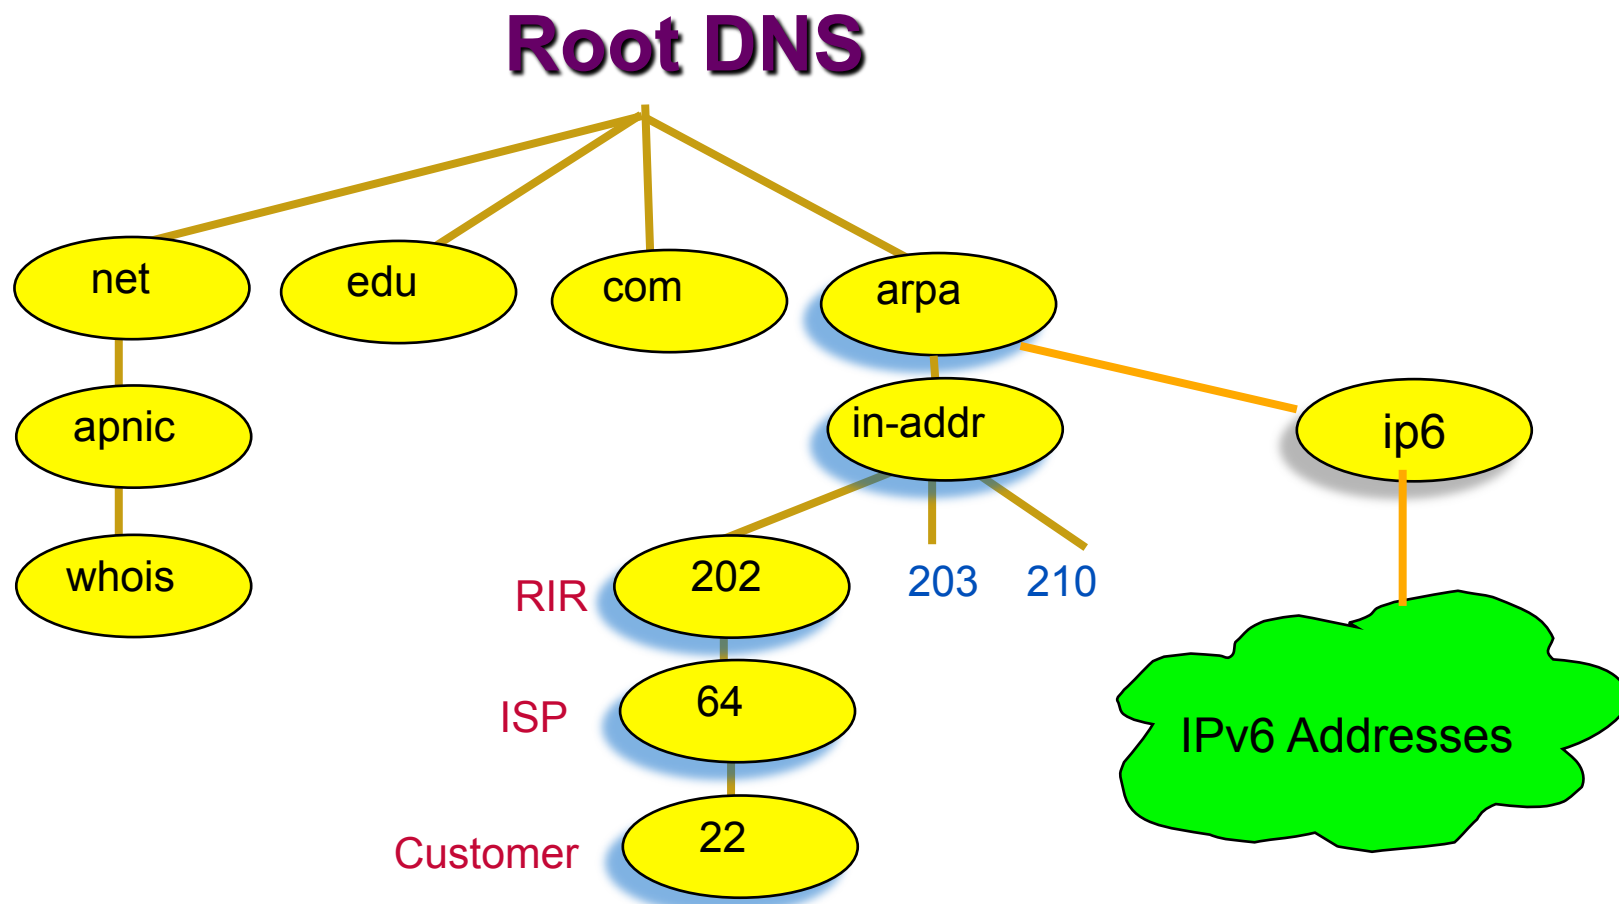 Root DNS
net
edu
com
arpa
apnic
in-addr
ip6
whois
RIR
202
203
210
ISP
64
IPv6 Addresses
Customer
22